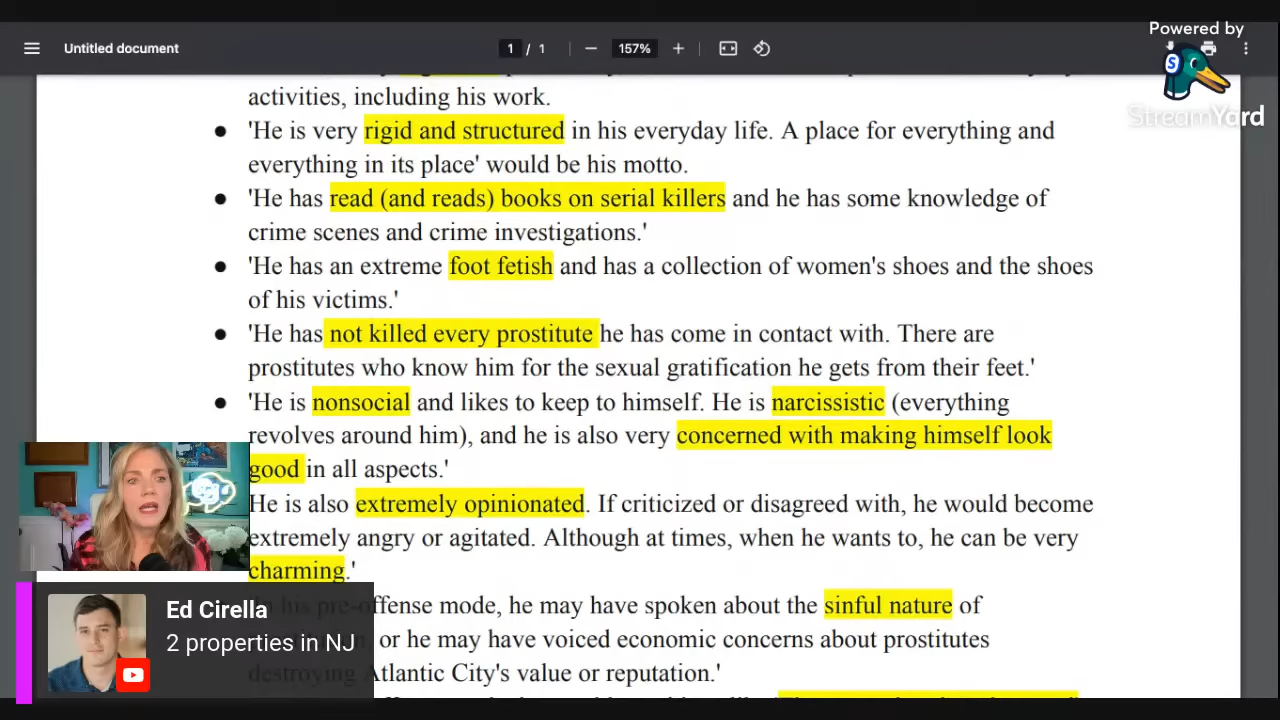 Powered by
Untitled document
1 / 1
157%
StreamYard
activities, including his work.
● 'He is very rigid and structured in his everyday life. A place for everything and
everything in its place' would be his motto.
● 'He has read (and reads) books on serial killers and he has some knowledge of
crime scenes and crime investigations.'
● 'He has an extreme foot fetish and has a collection of women's shoes and the shoes
of his victims.'
● 'He has not killed every prostitute he has come in contact with. There are
prostitutes who know him for the sexual gratification he gets from their feet.'
● 'He is nonsocial and likes to keep to himself. He is narcissistic (everything
revolves around him), and he is also very concerned with making himself look
good in all aspects.'
He is also extremely opinionated. If criticized or disagreed with, he would become
extremely angry or agitated. Although at times, when he wants to, he can be very
charming.'
his pre-offense mode, he may have spoken about the sinful nature of
or he may have voiced economic concerns about prostitutes
destroying Atlantic City's value or reputation.'
Ed Cirella
2 properties in NJ